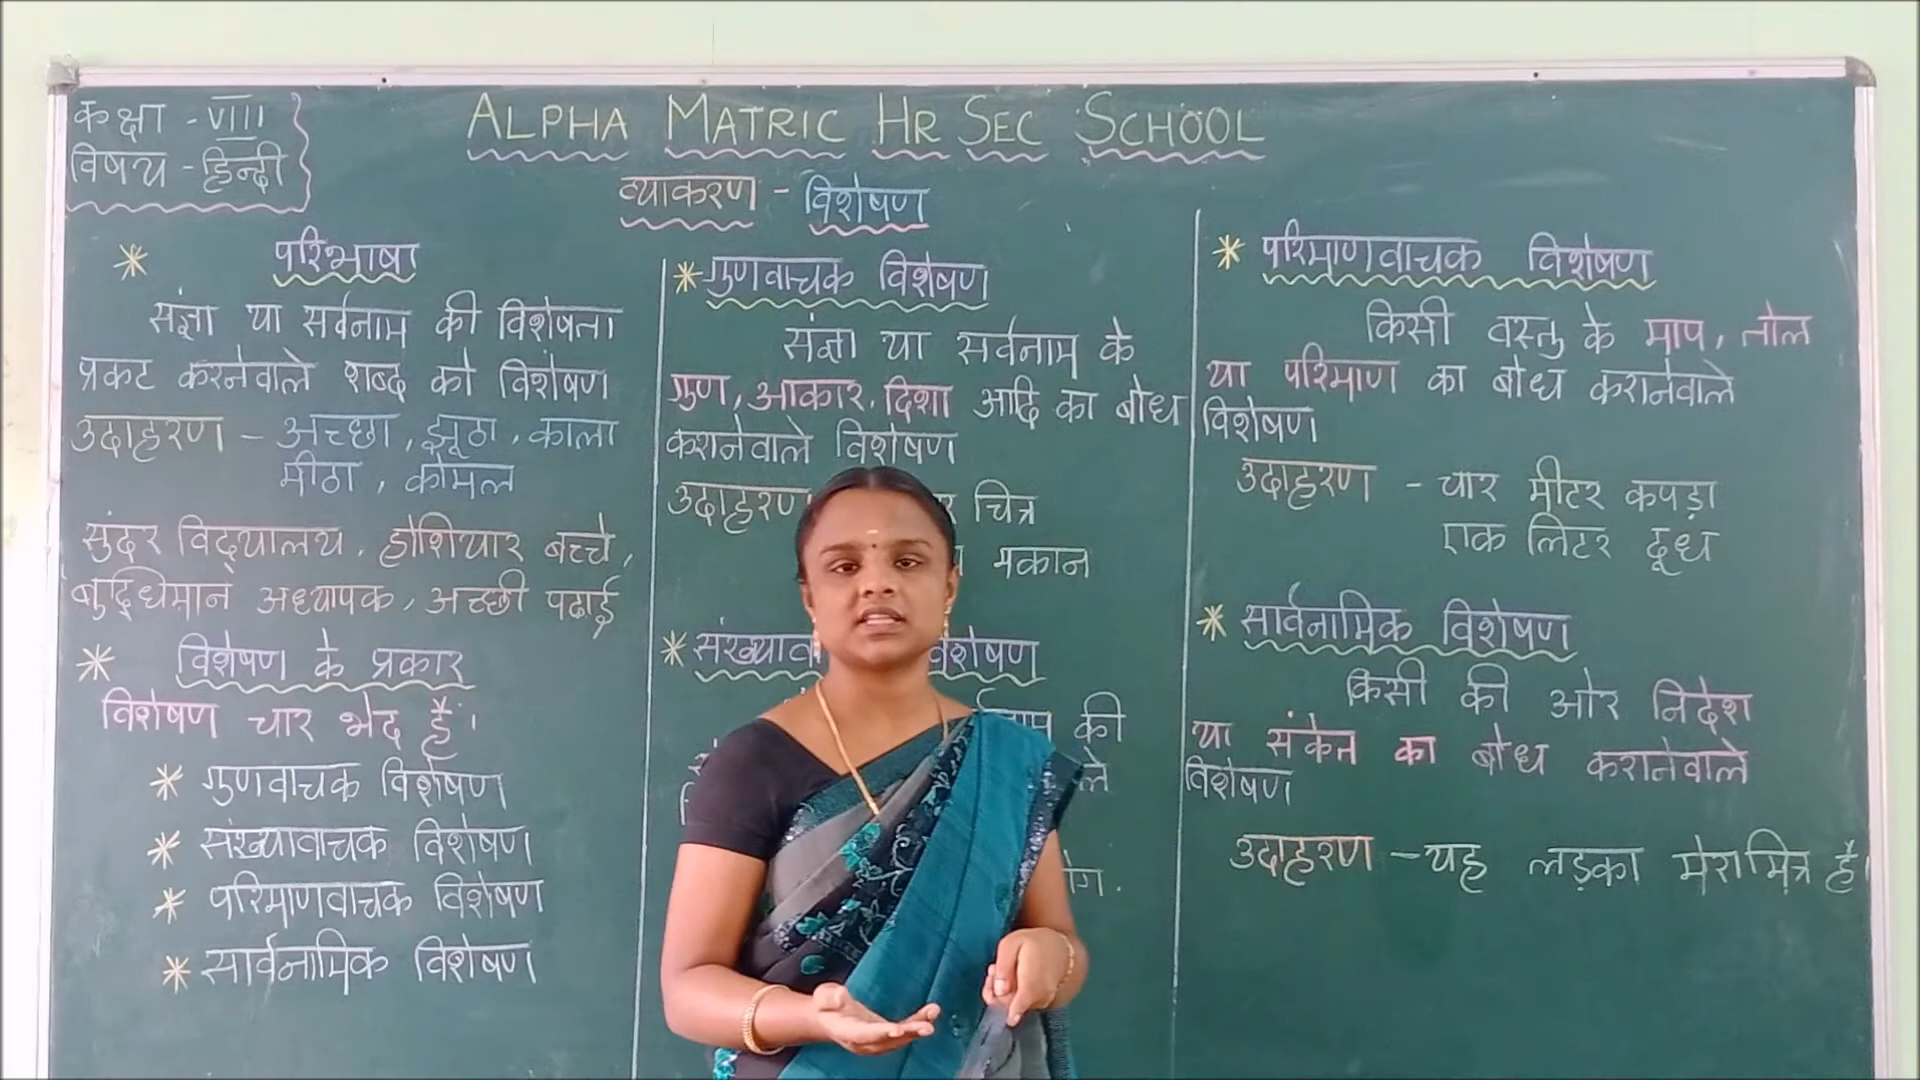 कक्षा - VIII
विषय - हिन्दी
ALPHA MATRIC HR SEC SCHOOL
व्याकरण - विशेषण
* परिभाषा
संज्ञा या सर्वनाम की विशेषता
प्रकट करनेवाले शब्द को विशेषण
उदाहरण - अच्छा, झूठा, काला
मीठा, कोमल
सुंदर विद्यालय, होशियार बच्चे,
बुद्धिमान अध्यापक, अच्छी पढाई
* विशेषण के प्रकार
विशेषण चार भेद हैं।
* गुणवाचक विशेषण
* संख्यावाचक विशेषण
* परिमाणवाचक विशेषण
* सार्वनामिक विशेषण
* गुणवाचक विशेषण
संज्ञा या सर्वनाम के
गुण, आकार, दिशा आदि का बोध
करानेवाले विशेषण
उदाहरण चित्र
मकान
*
की
* परिमाणवाचक विशेषण
किसी वस्तु के माप, तोल
या परिमाण का बोध करानेवाले
विशेषण
उदाहरण - चार मीटर कपड़ा
एक लिटर दूध
* सार्वनामिक विशेषण
किसी की ओर निदेश
या संकेत का बोध करानेवाले
विशेषण
उदाहरण - यह लड़का मेरा मित्र है।